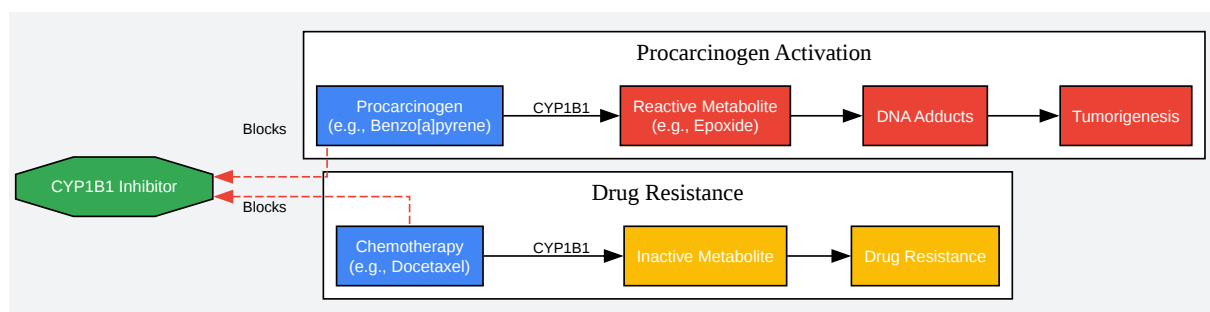 Procarcinogen Activation
Procarcinogen
(e.g., Benzo[a]pyrene)
CYP1B1
Reactive Metabolite
(e.g., Epoxide)
DNA Adducts
Tumorigenesis
Blocks
CYP1B1 Inhibitor
Blocks
Drug Resistance
Chemotherapy
(e.g., Docetaxel)
CYP1B1
Inactive Metabolite
Drug Resistance